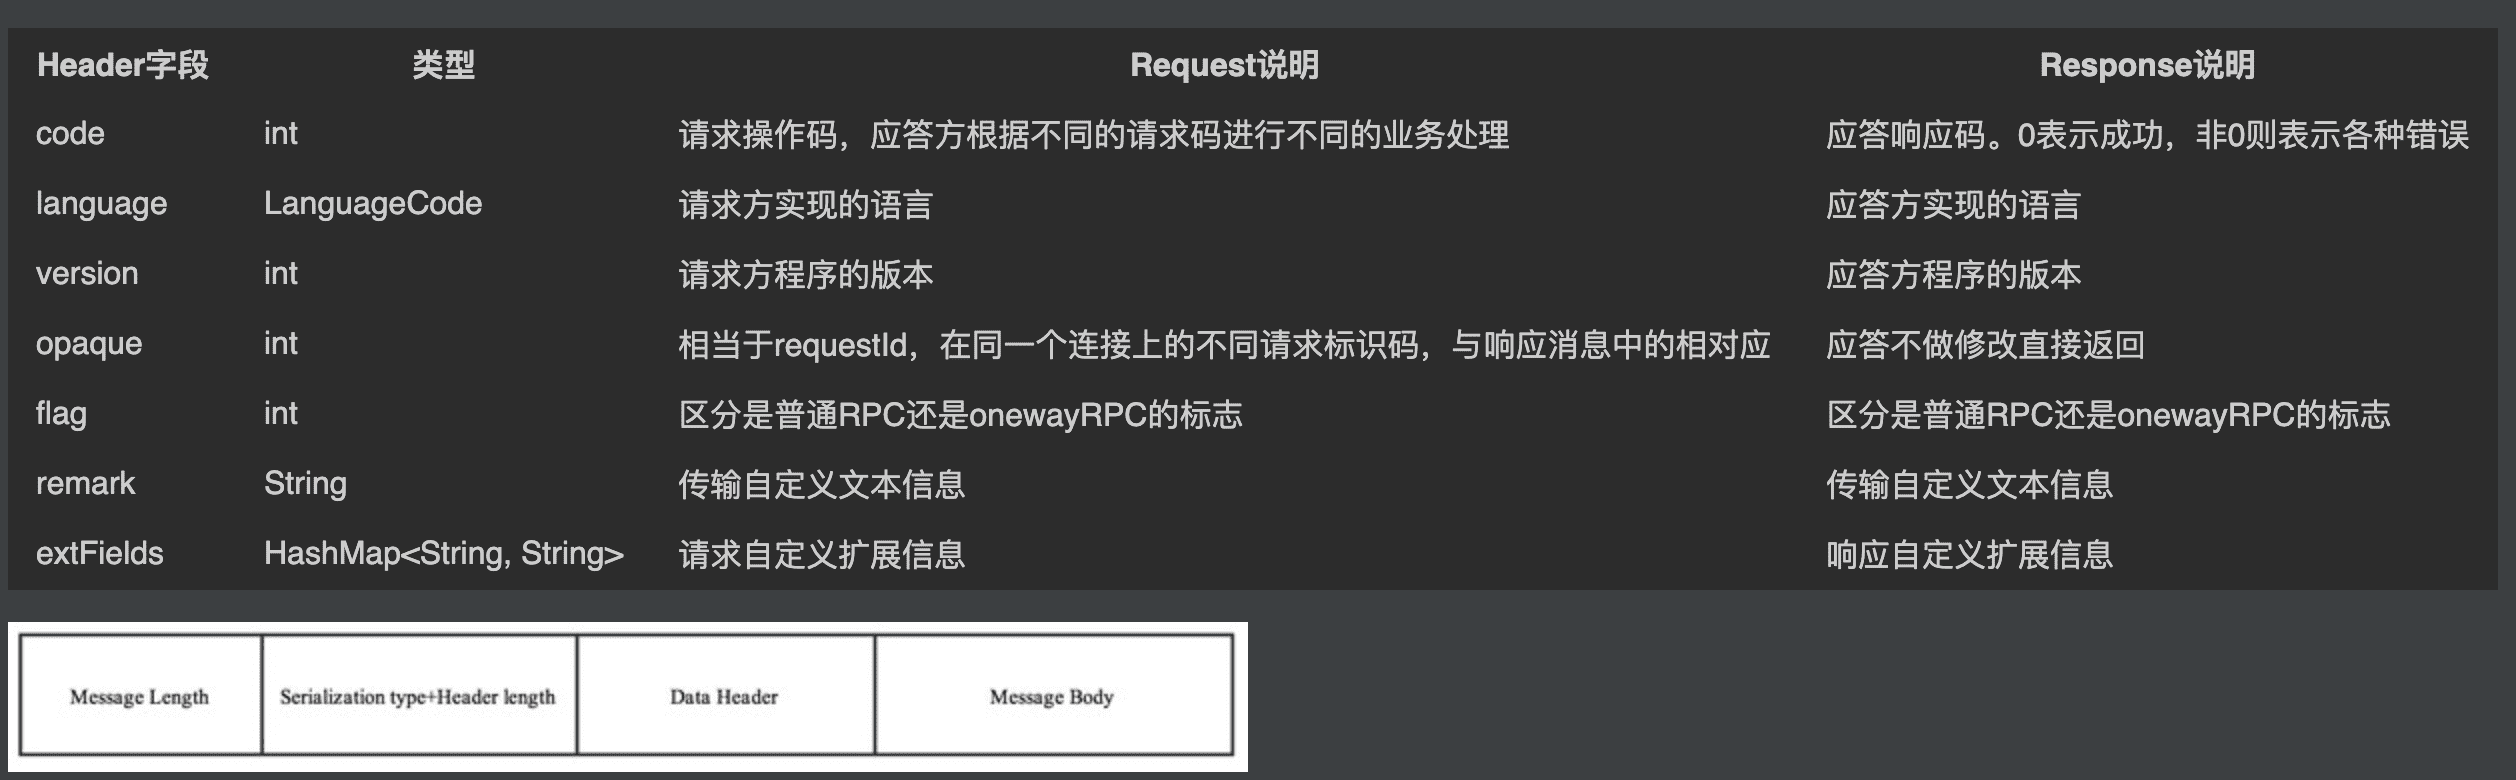 Header字段 类型 Request说明 Response说明
code int 请求操作码，应答方根据不同的请求码进行不同的业务处理 应答响应码。0表示成功，非0则表示各种错误
language LanguageCode 请求方实现的语言 应答方实现的语言
version int 请求方程序的版本 应答方程序的版本
opaque int 相当于requestId，在同一个连接上的不同请求标识码，与响应消息中的相对应 应答不做修改直接返回
flag int 区分是普通RPC还是onewayRPC的标志 区分是普通RPC还是onewayRPC的标志
remark String 传输自定义文本信息 传输自定义文本信息
extFields HashMap<String, String> 请求自定义扩展信息 响应自定义扩展信息
Message Length Serialization type+Header length Data Header Message Body